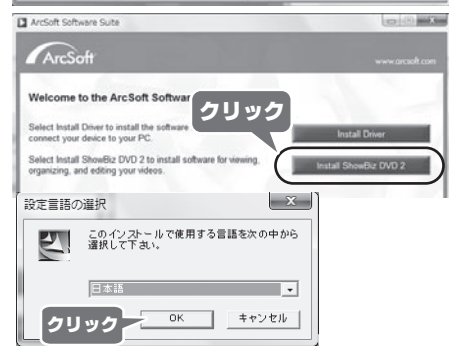 ArcSoft Software Suite
ArcSoft
www.arcsoft.com
Welcome to the ArcSoft Softwar
クリック
Select Install Driver to install the software
connect your device to your PC.
Install Driver
Select Install ShowBiz DVD 2 to install software for viewing,
organizing, and editing your videos.
Install ShowBiz DVD 2
設定言語の選択
このインストールで使用する言語を次の中から
選択して下さい。
日本語
クリック
OK
キャンセル